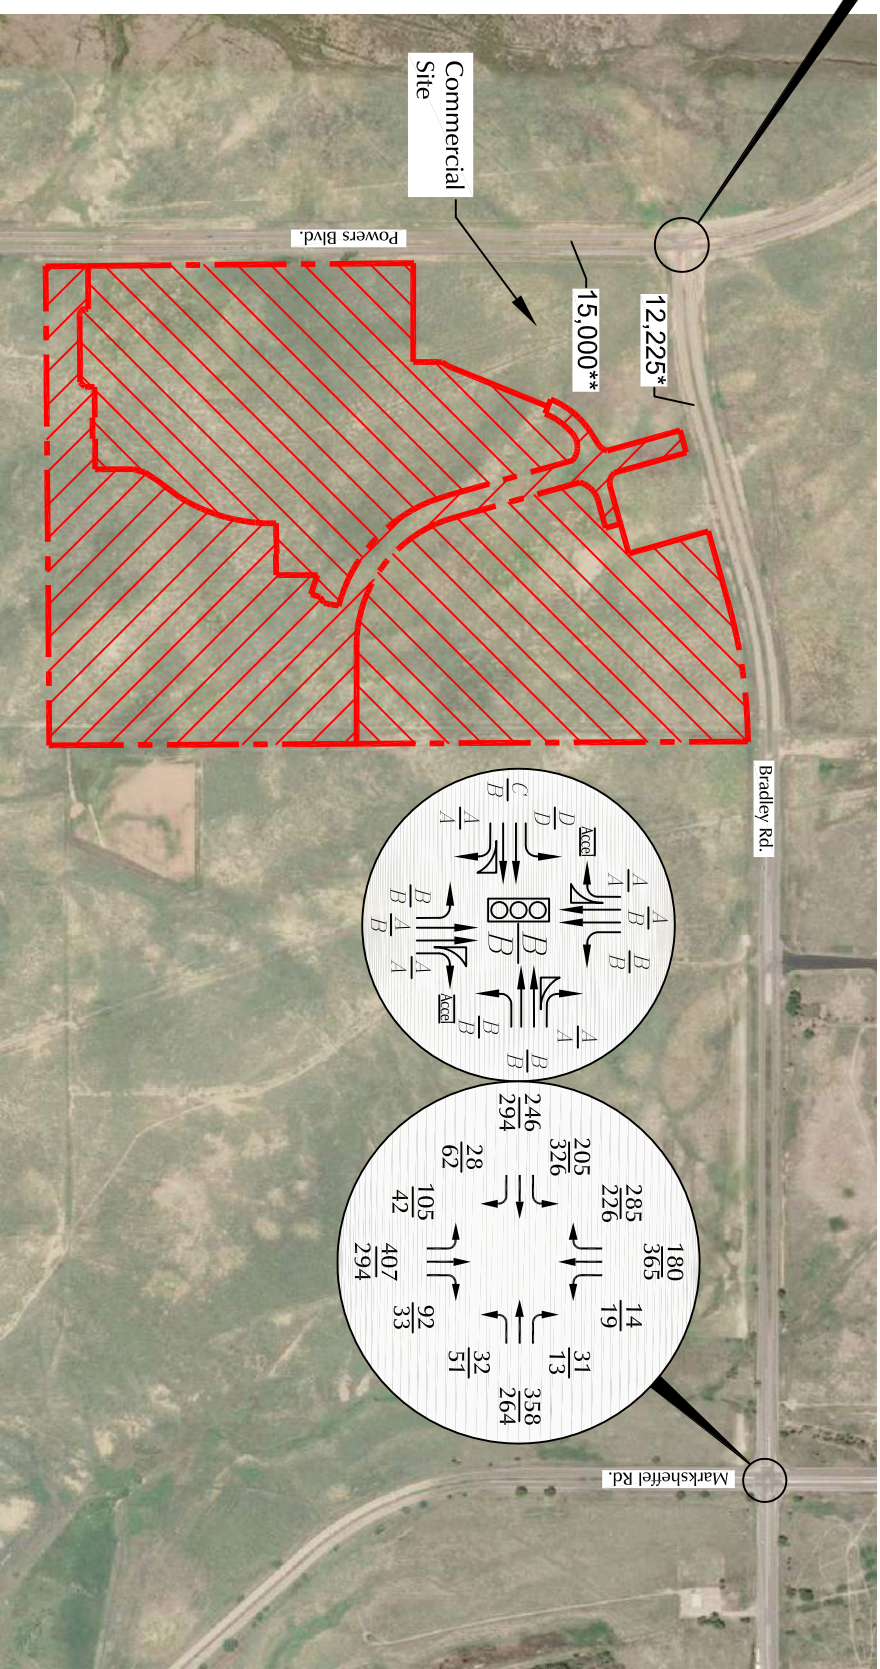 Commercial
Site
Powers Blvd.
12,225*
15,000**
Bradley Rd.
Marksheffel Rd.
C
B
D
D
A
A
Accel
A
A
A
B
B
B
B
B
B
B
A
B
A
A
Accel
B
B
B
B
A
A
246
294
205
326
28
62
285
226
180
365
14
19
105
42
407
294
92
33
31
13
32
51
358
264